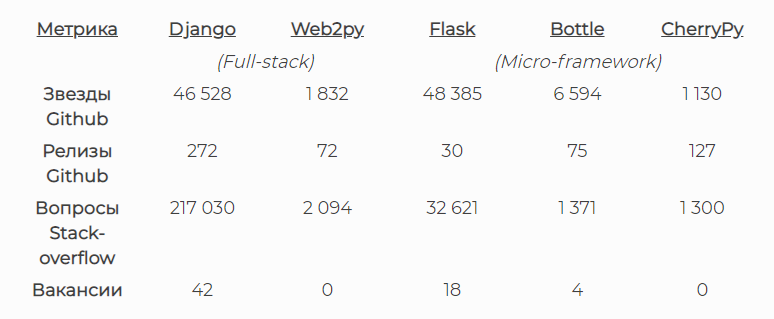 Метрика Django Web2py Flask Bottle CherryPy
(Full-stack) (Micro-framework)
Звезды 46 528 1 832 48 385 6 594 1 130
Github
Релизы 272 72 30 75 127
Github
Вопросы 217 030 2 094 32 621 1 371 1 300
Stack-
overflow
Вакансии 42 0 18 4 0